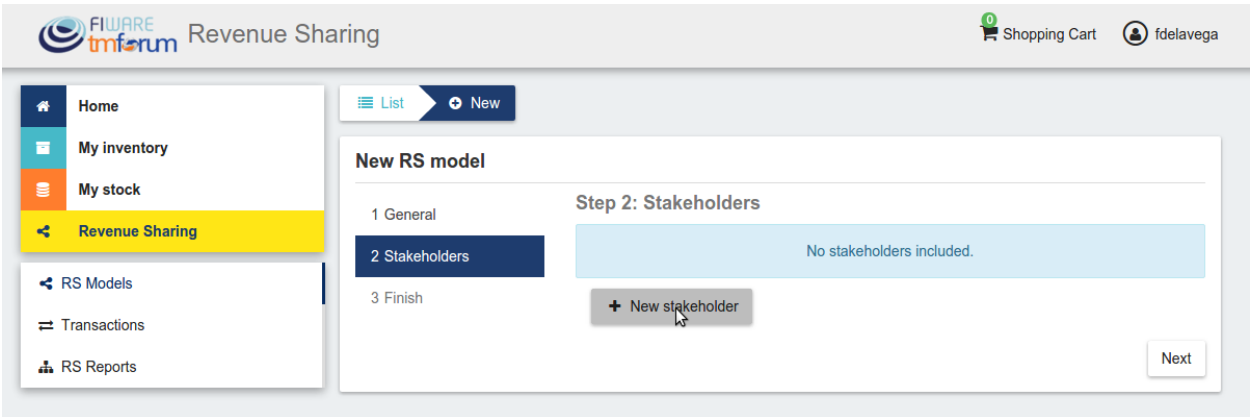 FIWARE
tmforum
Revenue Sharing
0
Shopping Cart
fdelavega
Home
My inventory
My stock
Revenue Sharing
RS Models
Transactions
RS Reports
List
New
New RS model
1 General
2 Stakeholders
3 Finish
Step 2: Stakeholders
No stakeholders included.
New stakeholder
Next